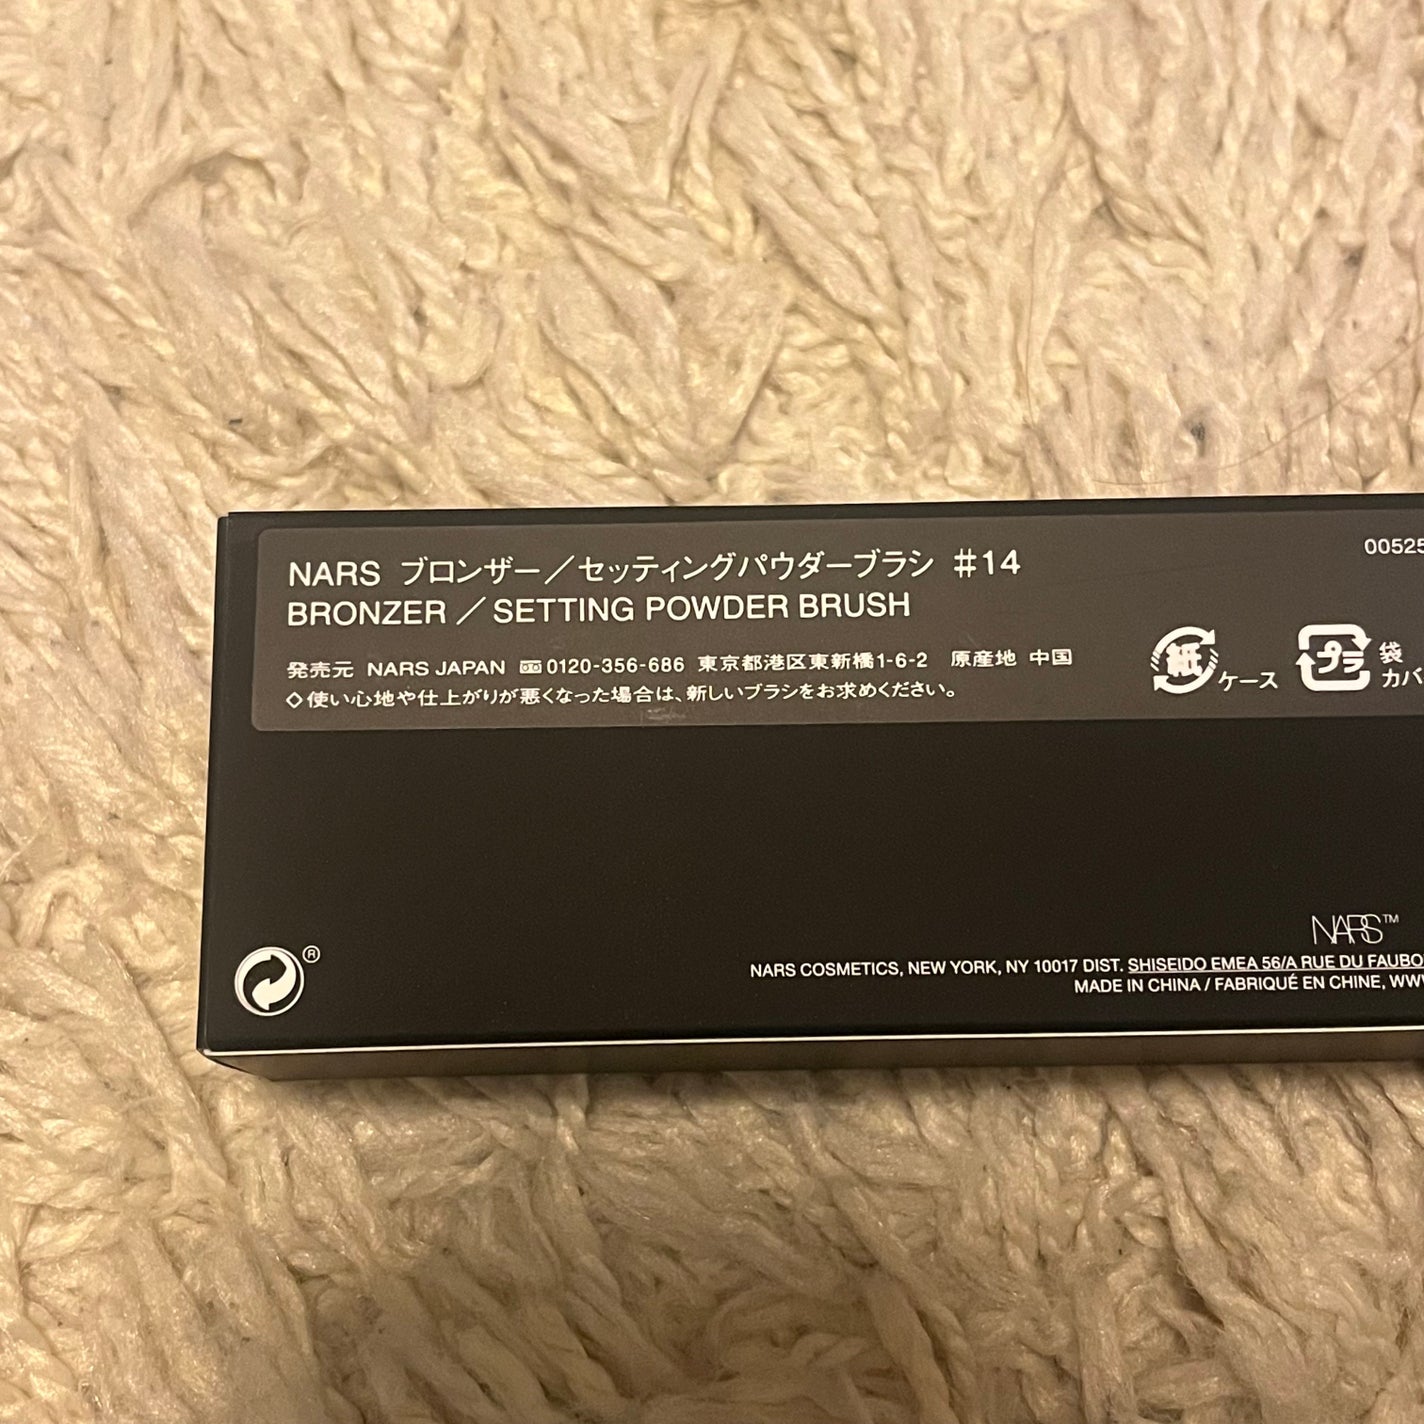 NARS ブロンザー／セッティングパウダーブラシ #14
BRONZER／SETTING POWDER BRUSH
00525
発売元 NARS JAPAN 0120-356-686 東京都港区東新橋1-6-2 原産地 中国
◇使い心地や仕上がりが悪くなった場合は、新しいブラシをお求めください。
紙 ケース
プラ 袋
カバ
®
NARS™
NARS COSMETICS, NEW YORK, NY 10017 DIST. SHISEIDO EMEA 56/A RUE DU FAUBO
MADE IN CHINA / FABRIQUÉ EN CHINE, WWW